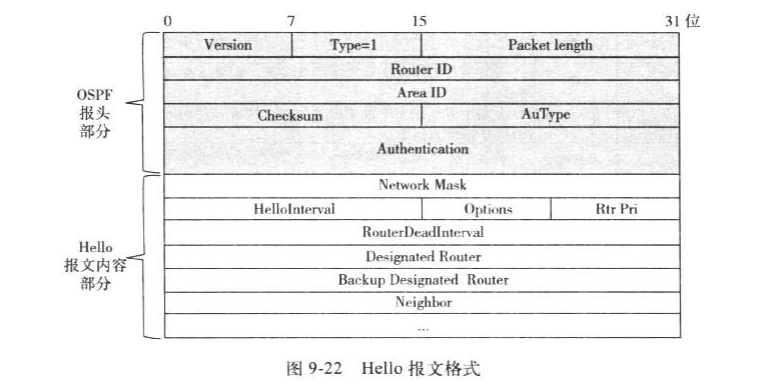 0 7 15 31 位
Version Type=1 Packet length
Router ID
Area ID
Checksum AuType
Authentication
OSPF
报头
部分
Network Mask
HelloInterval Options Rtr Pri
RouterDeadInterval
Designated Router
Backup Designated Router
Neighbor
...
Hello
报文内容
部分
图 9-22 Hello 报文格式